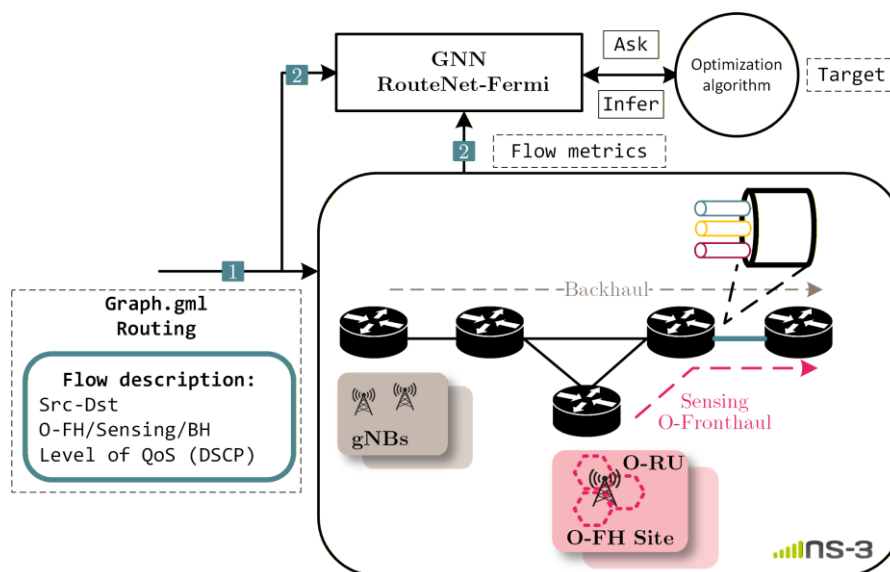 GNN
RouteNet-Fermi
Ask
Infer
Optimization
algorithm
Target
2
2
Flow metrics
1
Graph.gml
Routing
Flow description:
Src-Dst
O-FH/Sensing/BH
Level of QoS (DSCP)
Backhaul
gNBs
Sensing
O-Fronthaul
O-RU
O-FH Site
ns-3